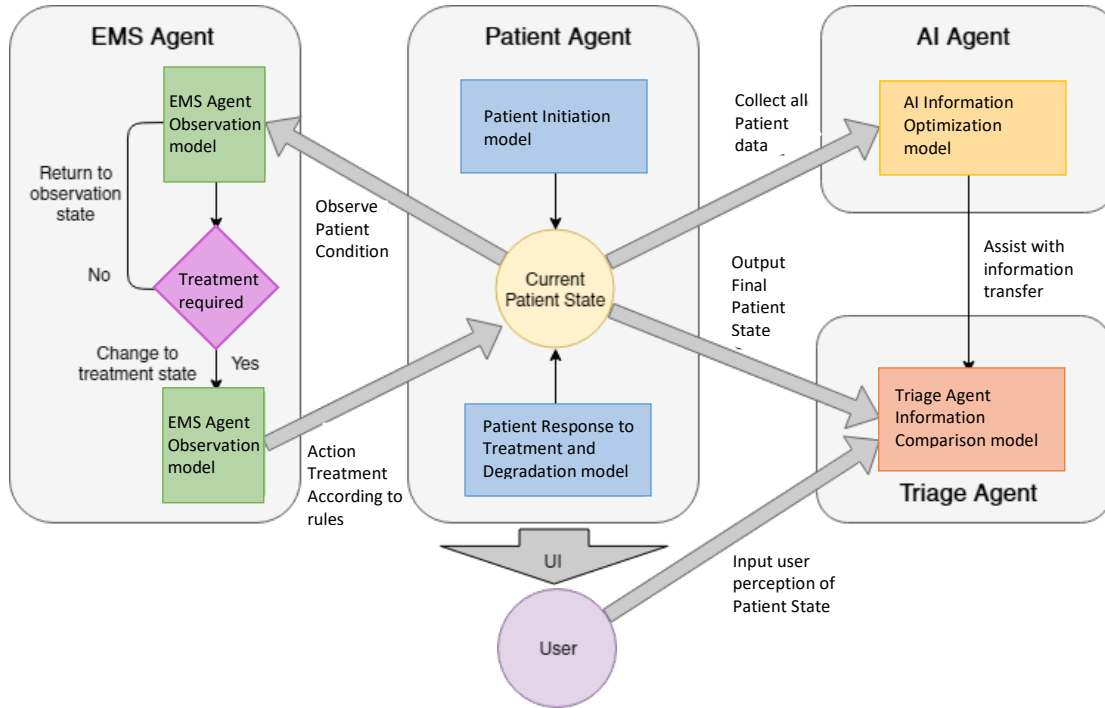 EMS Agent
EMS Agent
Observation
model
Return to
observation
state
No
Treatment
required
Change to
treatment state
Yes
EMS Agent
Observation
model
Observe
Patient
Condition
Action
Treatment
According to
rules
Patient Agent
Patient Initiation
model
Current
Patient State
Patient Response to
Treatment and
Degradation model
UI
User
Collect all
Patient
data
Output
Final
Patient
State
Input user
perception of
Patient State
AI Agent
AI Information
Optimization
model
Assist with
information
transfer
Triage Agent
Information
Comparison model
Triage Agent